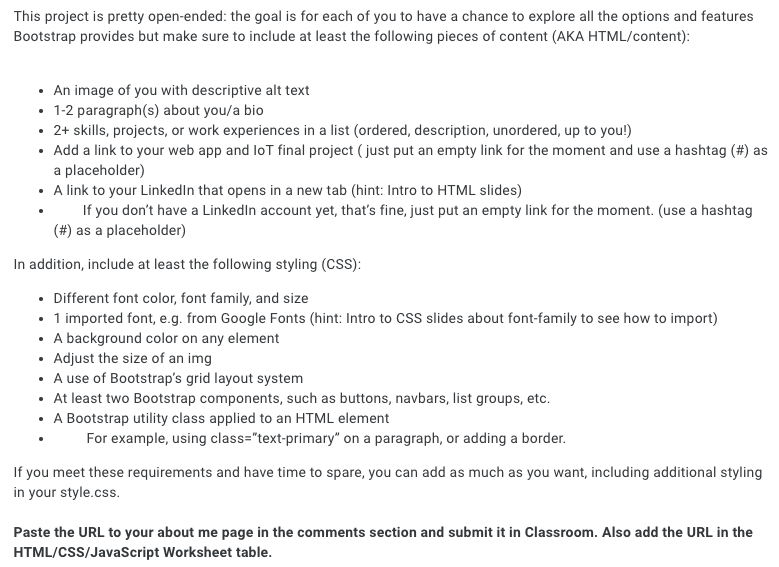 This project is pretty open-ended: the goal is for each of you to have a chance to explore all the options and features
Bootstrap provides but make sure to include at least the following pieces of content (AKA HTML/content):
• An image of you with descriptive alt text
• 1-2 paragraph(s) about you/a bio
• 2+ skills, projects, or work experiences in a list (ordered, description, unordered, up to you!)
• Add a link to your web app and IoT final project ( just put an empty link for the moment and use a hashtag (#) as
a placeholder)
• A link to your LinkedIn that opens in a new tab (hint: Intro to HTML slides)
• If you don’t have a LinkedIn account yet, that’s fine, just put an empty link for the moment. (use a hashtag
(#) as a placeholder)
In addition, include at least the following styling (CSS):
• Different font color, font family, and size
• 1 imported font, e.g. from Google Fonts (hint: Intro to CSS slides about font-family to see how to import)
• A background color on any element
• Adjust the size of an img
• A use of Bootstrap’s grid layout system
• At least two Bootstrap components, such as buttons, navbars, list groups, etc.
• A Bootstrap utility class applied to an HTML element
• For example, using class=”text-primary” on a paragraph, or adding a border.
If you meet these requirements and have time to spare, you can add as much as you want, including additional styling
in your style.css.
Paste the URL to your about me page in the comments section and submit it in Classroom. Also add the URL in the
HTML/CSS/JavaScript Worksheet table.